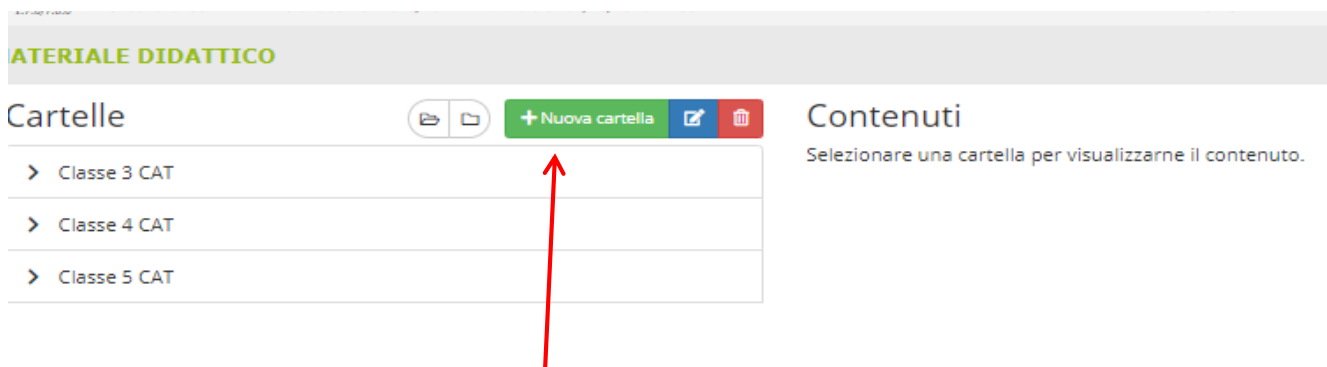 MATERIALE DIDATTICO
Cartelle
+ Nuova cartella
Classe 3 CAT
Classe 4 CAT
Classe 5 CAT
Contenuti
Selezionare una cartella per visualizzarne il contenuto.